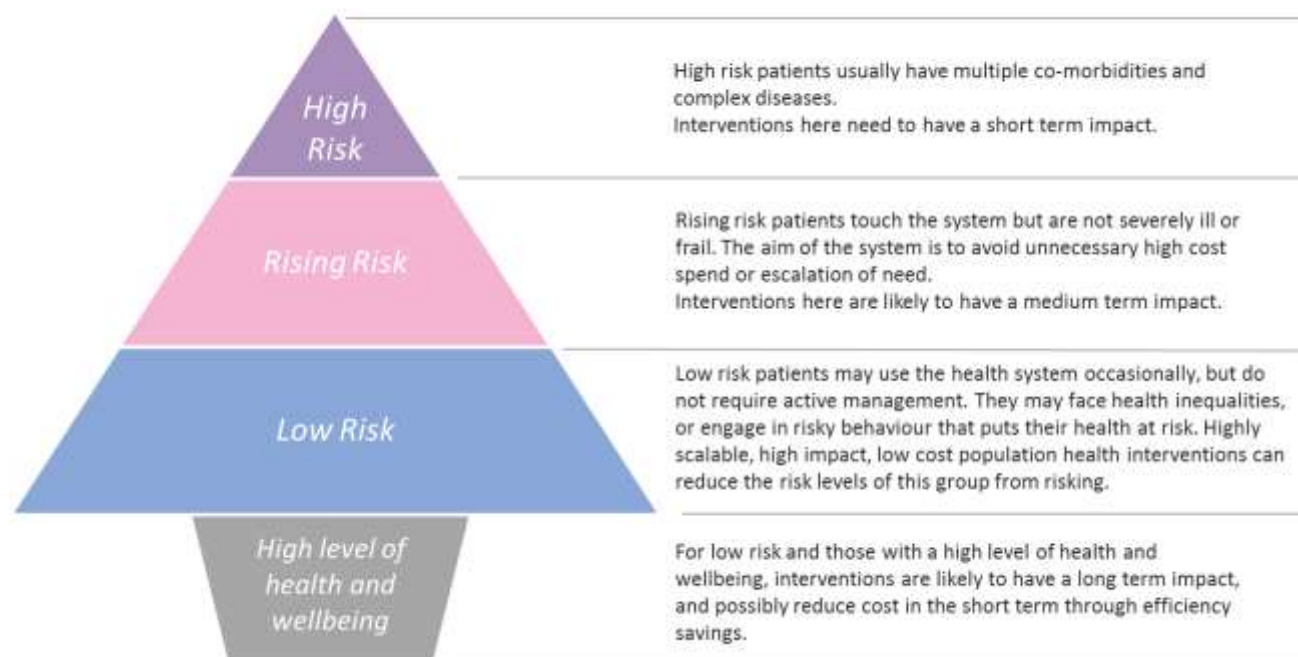 High
Risk
High risk patients usually have multiple co-morbidities and
complex diseases.
Interventions here need to have a short term impact.
Rising Risk
Rising risk patients touch the system but are not severely ill or
frail. The aim of the system is to avoid unnecessary high cost
spend or escalation of need.
Interventions here are likely to have a medium term impact.
Low Risk
Low risk patients may use the health system occasionally, but do
not require active management. They may face health inequalities,
or engage in risky behaviour that puts their health at risk. Highly
scalable, high impact, low cost population health interventions can
reduce the risk levels of this group from risking.
High level of
health and
wellbeing
For low risk and those with a high level of health and
wellbeing, interventions are likely to have a long term impact,
and possibly reduce cost in the short term through efficiency
savings.